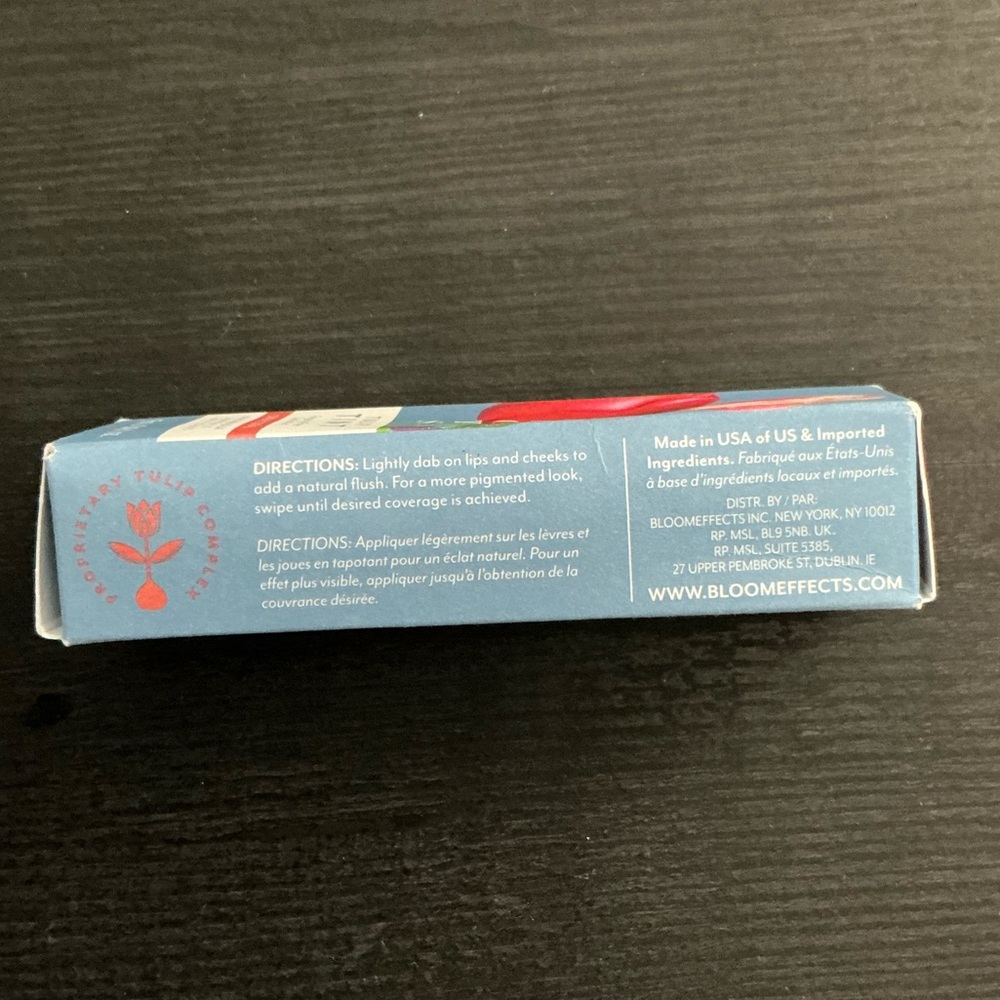 PROPRIETARY TULIP COMPLEX
DIRECTIONS: Lightly dab on lips and cheeks to
add a natural flush. For a more pigmented look,
swipe until desired coverage is achieved.
DIRECTIONS: Appliquer légèrement sur les lèvres et
les joues en tapotant pour un éclat naturel. Pour un
effet plus visible, appliquer jusqu'à l'obtention de la
couvrance désirée.
Made in USA of US & Imported
Ingredients. Fabriqué aux États-Unis
à base d'ingrédients locaux et importés.
DISTR. BY / PAR:
BLOOMEFFECTS INC. NEW YORK, NY 10012
RP. MSL, BL9 5NB. UK.
RP. MSL, SUITE 5385,
27 UPPER PEMBROKE ST, DUBLIN. IE
WWW.BLOOMEFFECTS.COM